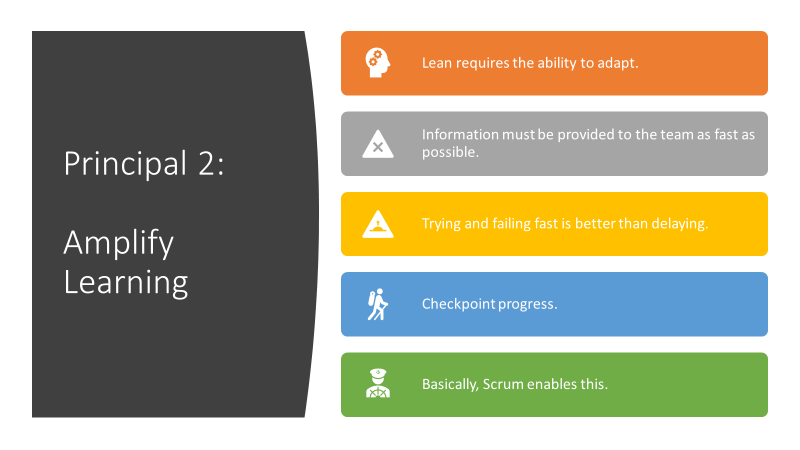 Principal 2:
Amplify
Learning
Lean requires the ability to adapt.
Information must be provided to the team as fast as
possible.
Trying and failing fast is better than delaying.
Checkpoint progress.
Basically, Scrum enables this.